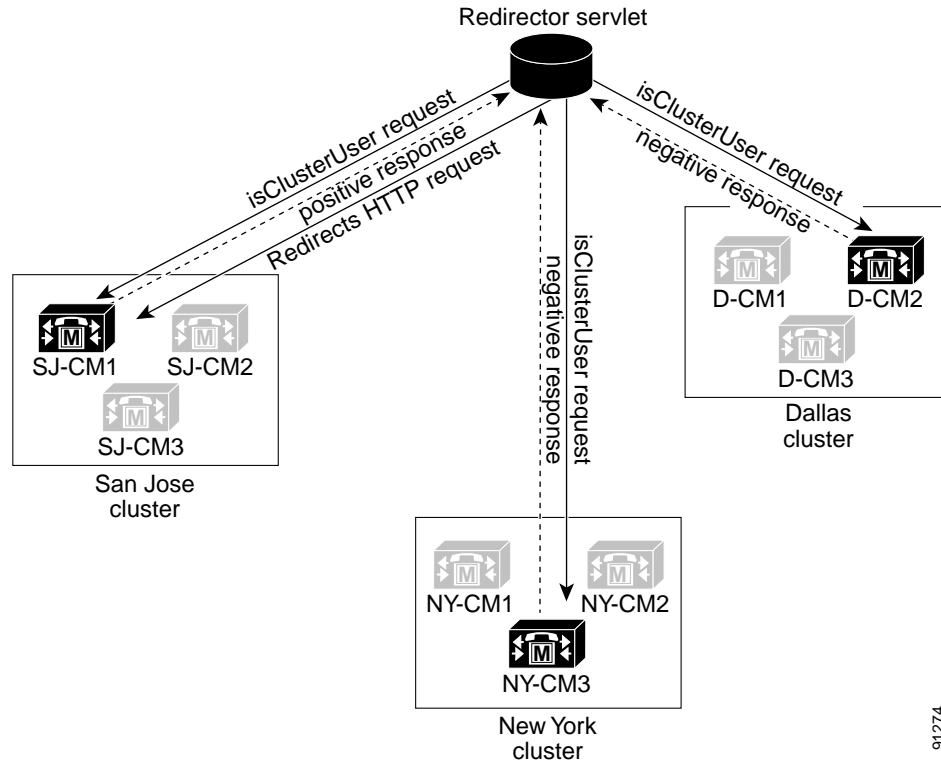 Redirector servlet
isClusterUser request
positive response
Redirects HTTP request
isClusterUser request
negativee response
isClusterUser request
negative response
SJ-CM1
SJ-CM2
SJ-CM3
San Jose
cluster
D-CM1
D-CM2
D-CM3
Dallas
cluster
NY-CM1
NY-CM2
NY-CM3
New York
cluster
M
M
M
M
M
M
M
M
M
91274